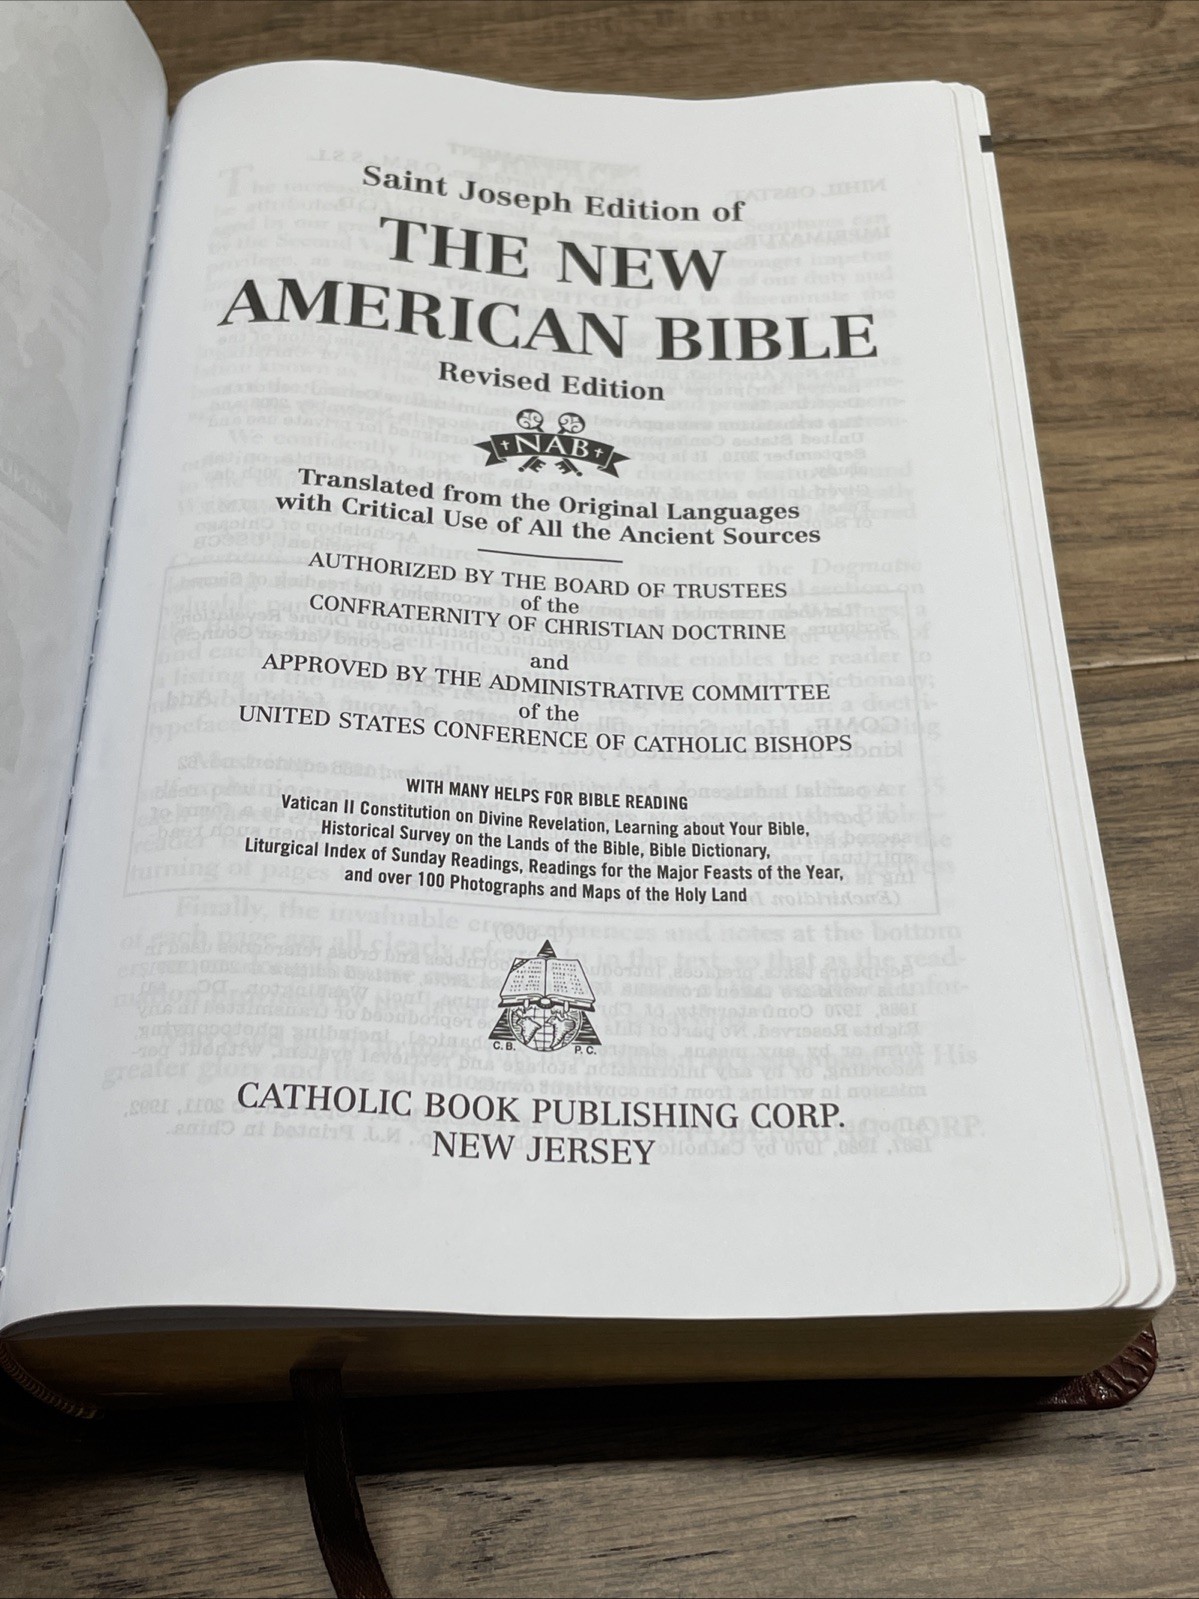 Saint Joseph Edition of
THE NEW
AMERICAN BIBLE
Revised Edition
NAB
Translated from the Original Languages
with Critical Use of All the Ancient Sources
AUTHORIZED BY THE BOARD OF TRUSTEES
of the
CONFRATERNITY OF CHRISTIAN DOCTRINE
and
APPROVED BY THE ADMINISTRATIVE COMMITTEE
of the
UNITED STATES CONFERENCE OF CATHOLIC BISHOPS
WITH MANY HELPS FOR BIBLE READING
Vatican II Constitution on Divine Revelation, Learning about Your Bible,
Historical Survey on the Lands of the Bible, Bible Dictionary,
Liturgical Index of Sunday Readings, Readings for the Major Feasts of the Year,
and over 100 Photographs and Maps of the Holy Land
C.B. P.C.
CATHOLIC BOOK PUBLISHING CORP.
NEW JERSEY